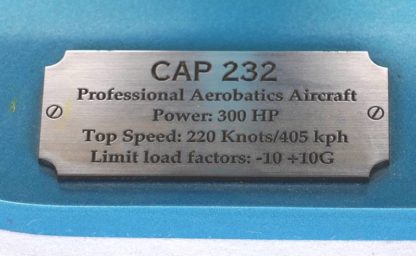 CAP 232
Professional Aerobatics Aircraft
Power: 300 HP
Top Speed: 220 Knots/405 kph
Limit load factors: -10 +10G